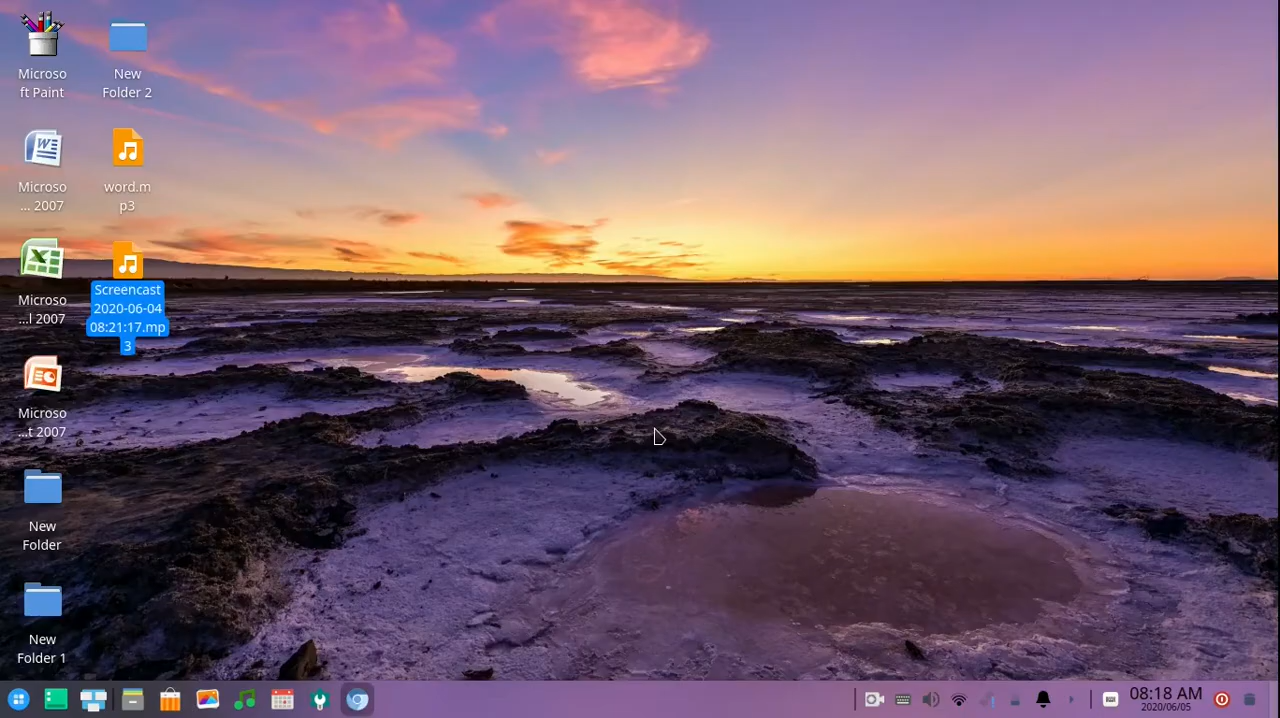 Microso
ft Paint
New
Folder 2
Microso
... 2007
word.m
p3
Microso
...l 2007
Screencast
2020-06-04
08:21:17.mp
3
Microso
...t 2007
New
Folder
New
Folder 1
08:18 AM
2020/06/05